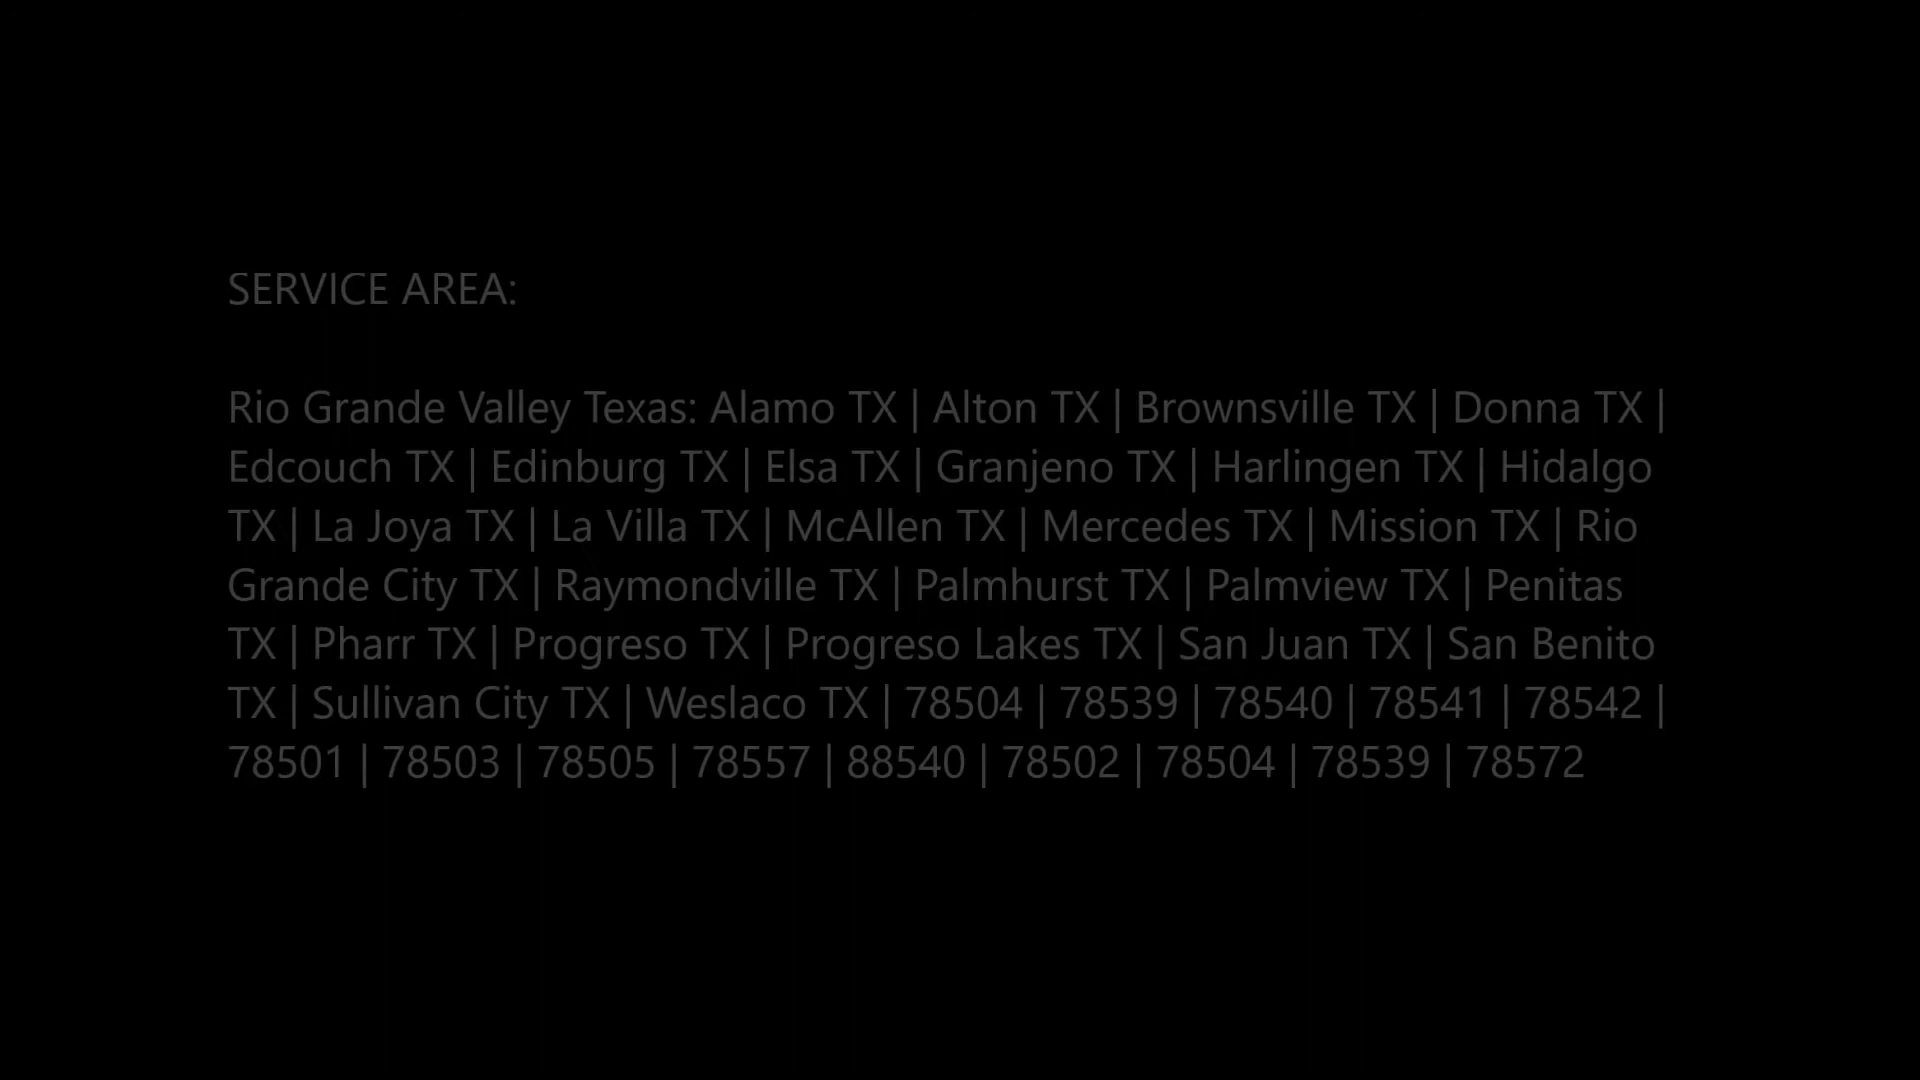 SERVICE AREA:
Rio Grande Valley Texas: Alamo TX | Alton TX | Brownsville TX | Donna TX |
Edcouch TX | Edinburg TX | Elsa TX | Granjeno TX | Harlingen TX | Hidalgo
TX | La Joya TX | La Villa TX | McAllen TX | Mercedes TX | Mission TX | Rio
Grande City TX | Raymondville TX | Palmhurst TX | Palmview TX | Penitas
TX | Pharr TX | Progreso TX | Progreso Lakes TX | San Juan TX | San Benito
TX | Sullivan City TX | Weslaco TX | 78504 | 78539 | 78540 | 78541 | 78542 |
78501 | 78503 | 78505 | 78557 | 88540 | 78502 | 78504 | 78539 | 78572